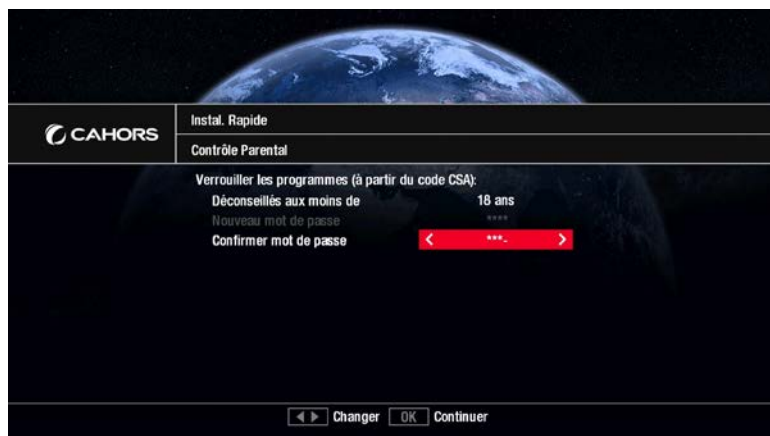 CAHORS
Instal. Rapide
Contrôle Parental
Verrouiller les programmes (à partir du code CSA):
Déconseillés aux moins de 18 ans
Nouveau mot de passe ****
Confirmer mot de passe < ***- >
◀ ▶ Changer OK Continuer